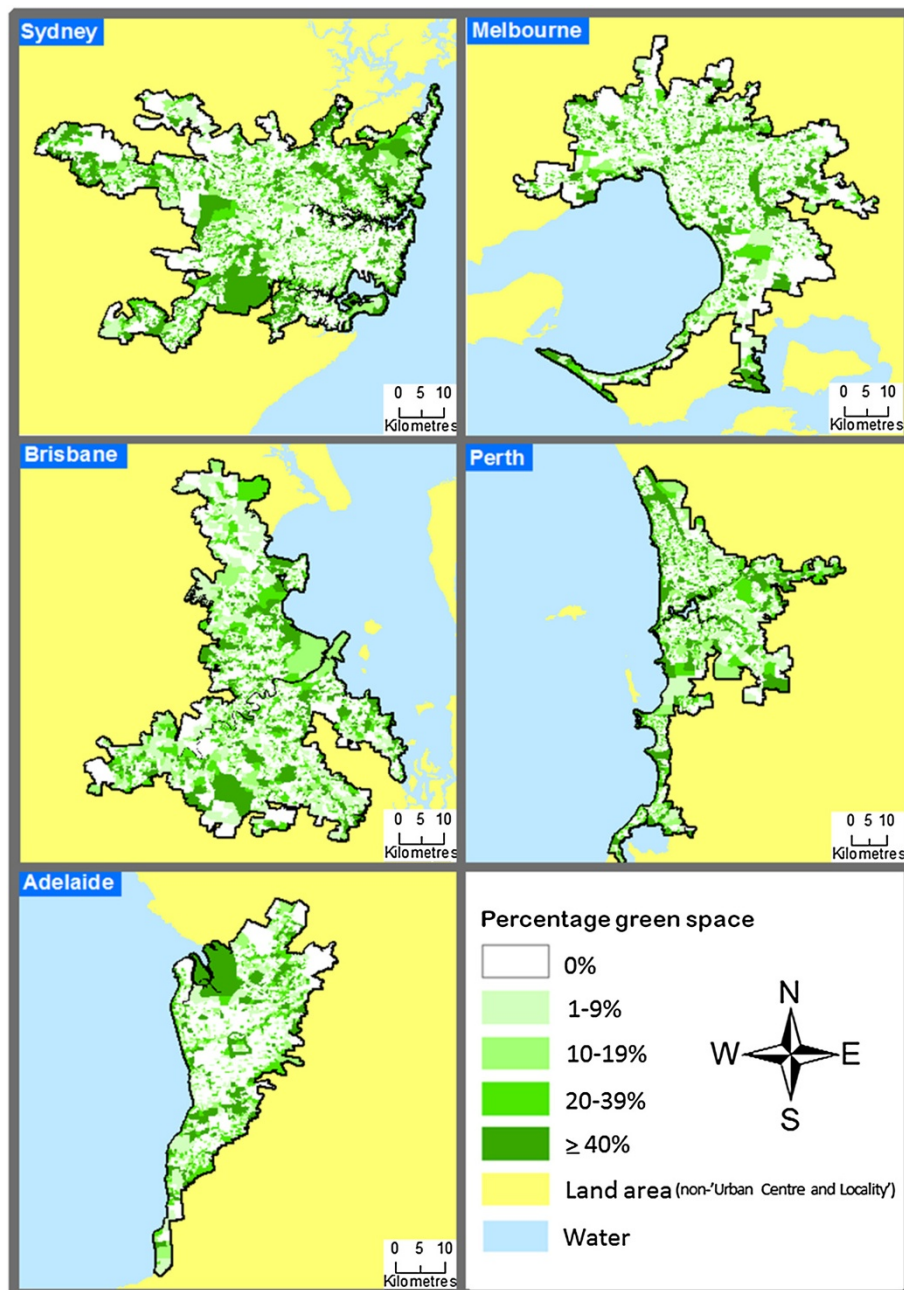 Sydney
Melbourne
0 5 10
Kilometres
0 5 10
Kilometres
Brisbane
Perth
0 5 10
Kilometres
0 5 10
Kilometres
Adelaide
0 5 10
Kilometres
Percentage green space
0%
1-9%
10-19%
20-39%
≥ 40%
Land area (non-'Urban Centre and Locality')
Water
N
W E
S